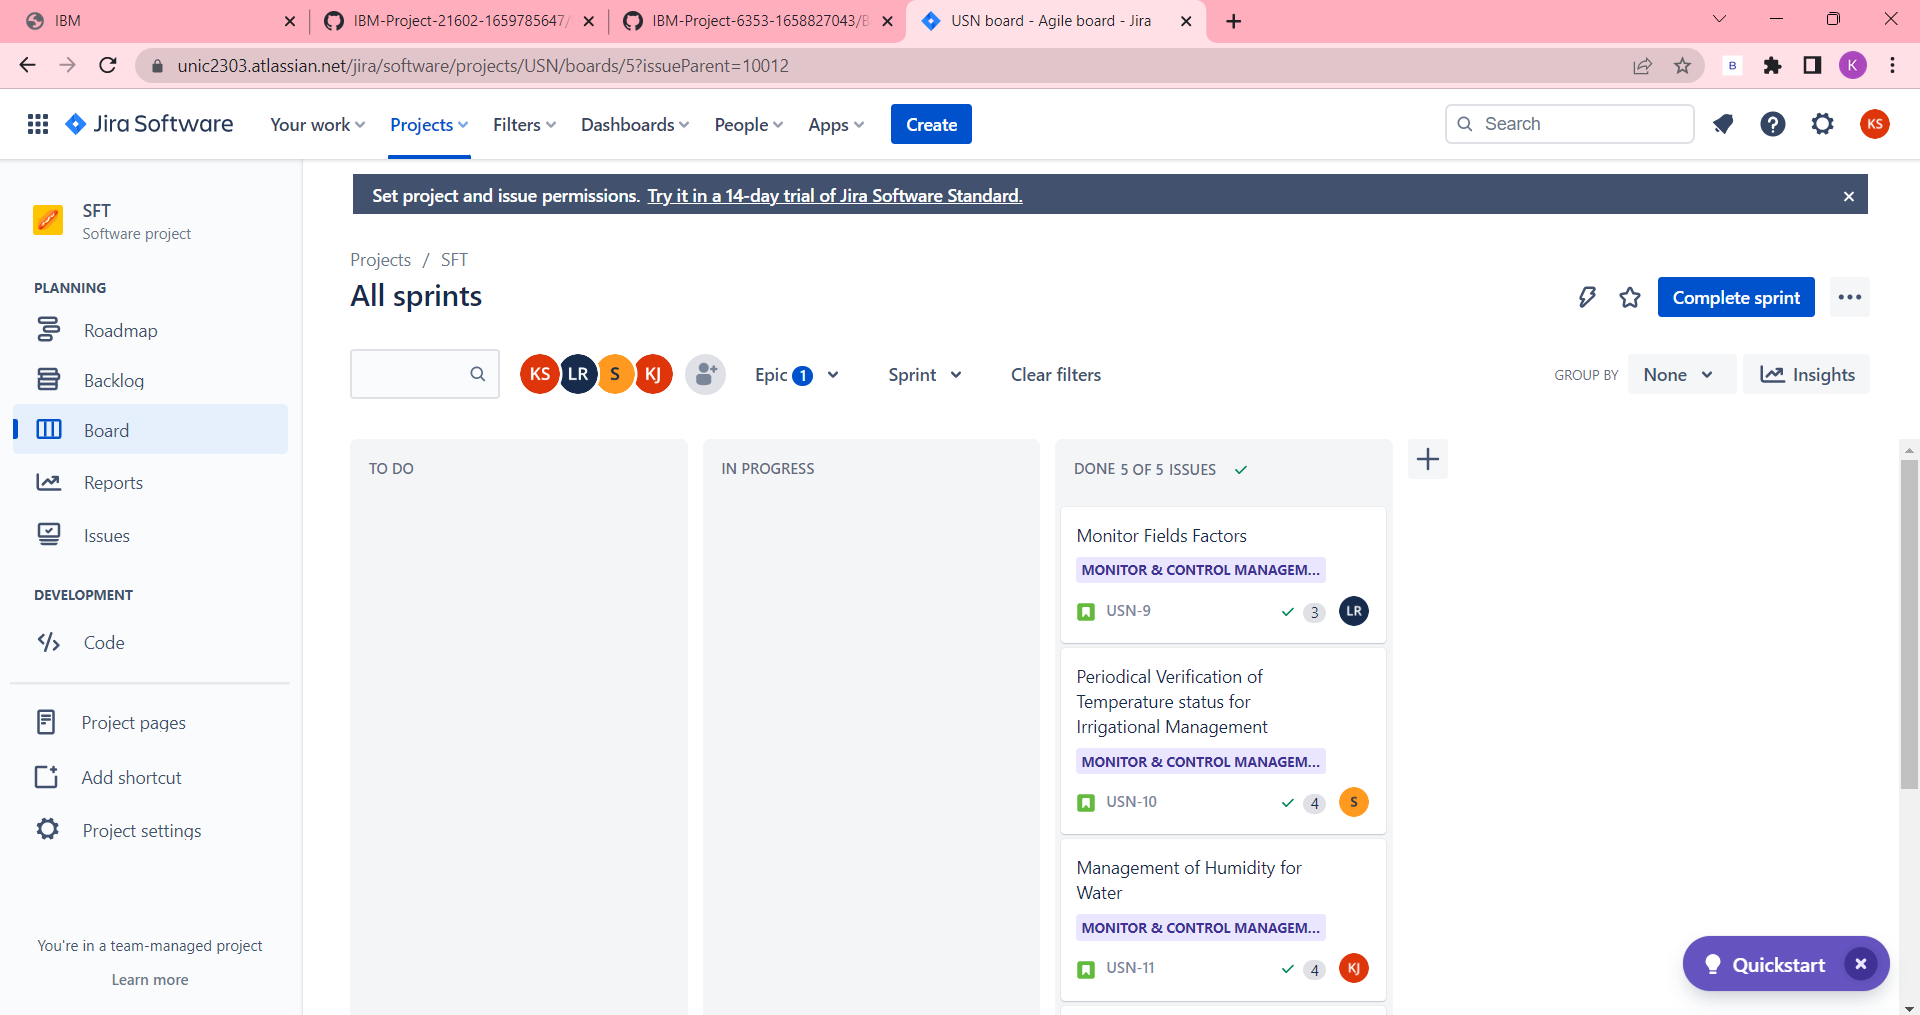 IBM
IBM-Project-21602-1659785647/
IBM-Project-6353-1658827043/B
USN board - Agile board - Jira
unic2303.atlassian.net/jira/software/projects/USN/boards/5?issueParent=10012
B
K
Jira Software
Your work
Projects
Filters
Dashboards
People
Apps
Create
Search
KS
SFT
Software project
PLANNING
Roadmap
Backlog
Board
Reports
Issues
DEVELOPMENT
Code
Project pages
Add shortcut
Project settings
You're in a team-managed project
Learn more
Set project and issue permissions. Try it in a 14-day trial of Jira Software Standard.
Projects / SFT
All sprints
Complete sprint
KS LR S KJ
Epic 1
Sprint
Clear filters
GROUP BY
None
Insights
TO DO
IN PROGRESS
DONE 5 OF 5 ISSUES
Monitor Fields Factors
MONITOR & CONTROL MANAGEM...
USN-9
3
LR
Periodical Verification of
Temperature status for
Irrigational Management
MONITOR & CONTROL MANAGEM...
USN-10
4
S
Management of Humidity for
Water
MONITOR & CONTROL MANAGEM...
USN-11
4
KJ
Quickstart